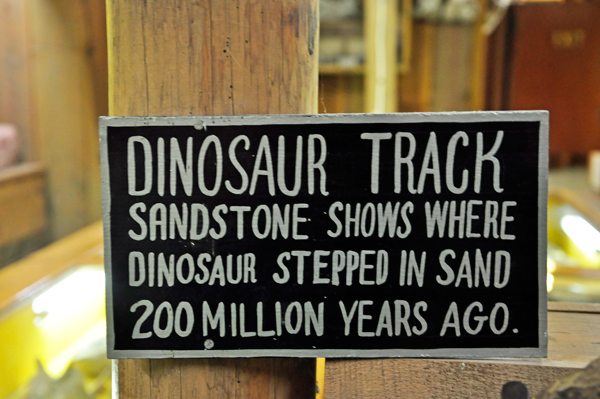 DINOSAUR TRACK
SANDSTONE SHOWS WHERE
DINOSAUR STEPPED IN SAND
200 MILLION YEARS AGO.